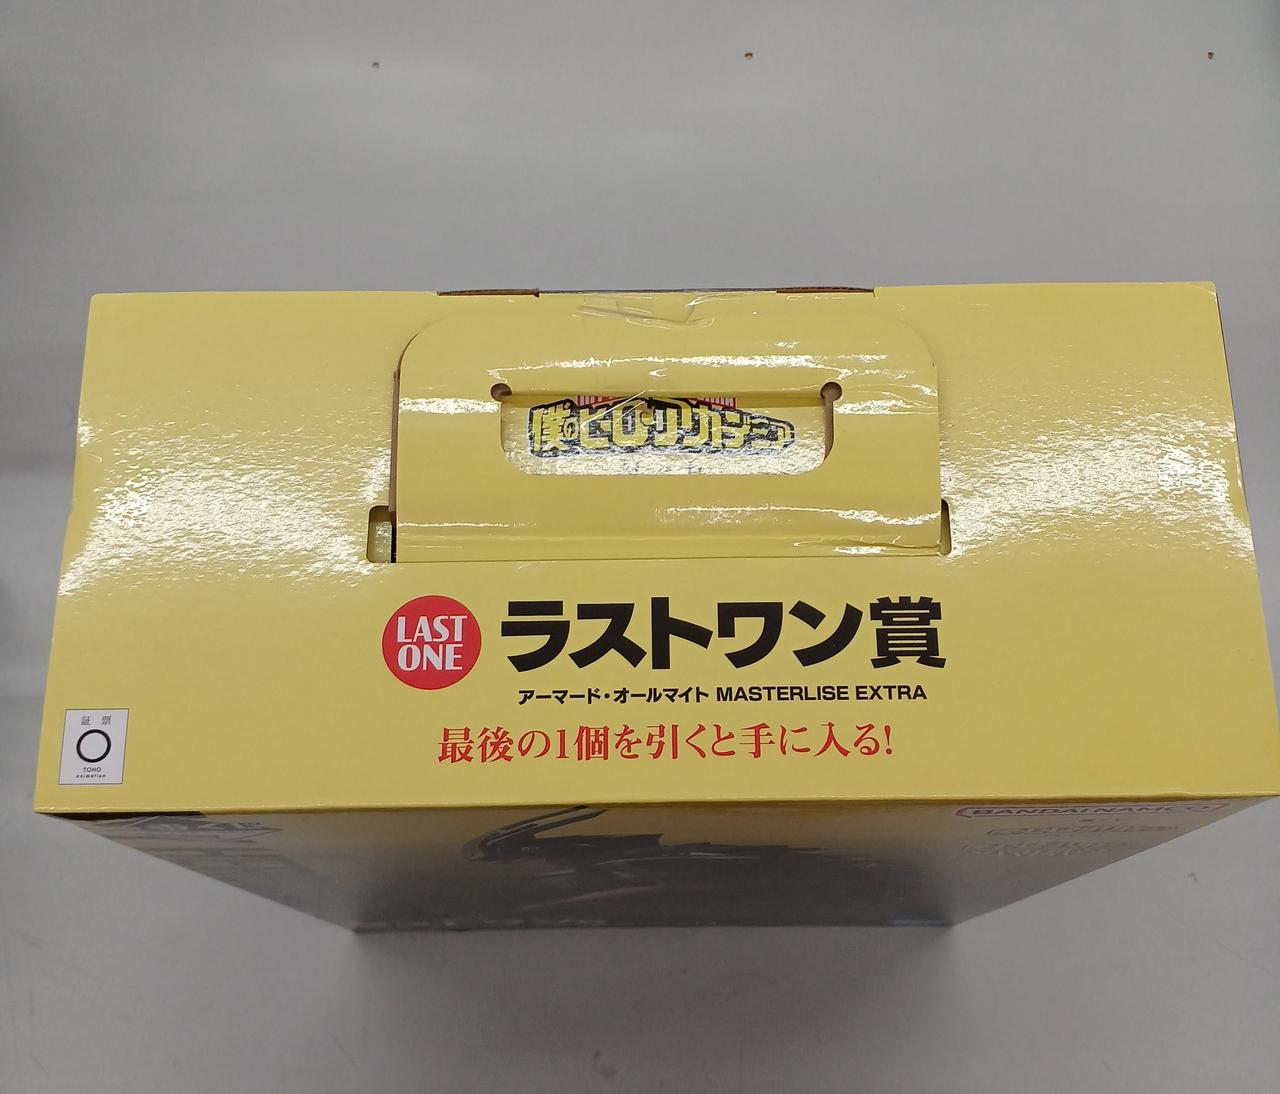 僕のヒーローアカデミア
LAST
ONE
ラストワン賞
アーマード・オールマイト MASTERLISE EXTRA
最後の1個を引くと手に入る!
証 票
TOHO
animation
BANDAI NAMCO